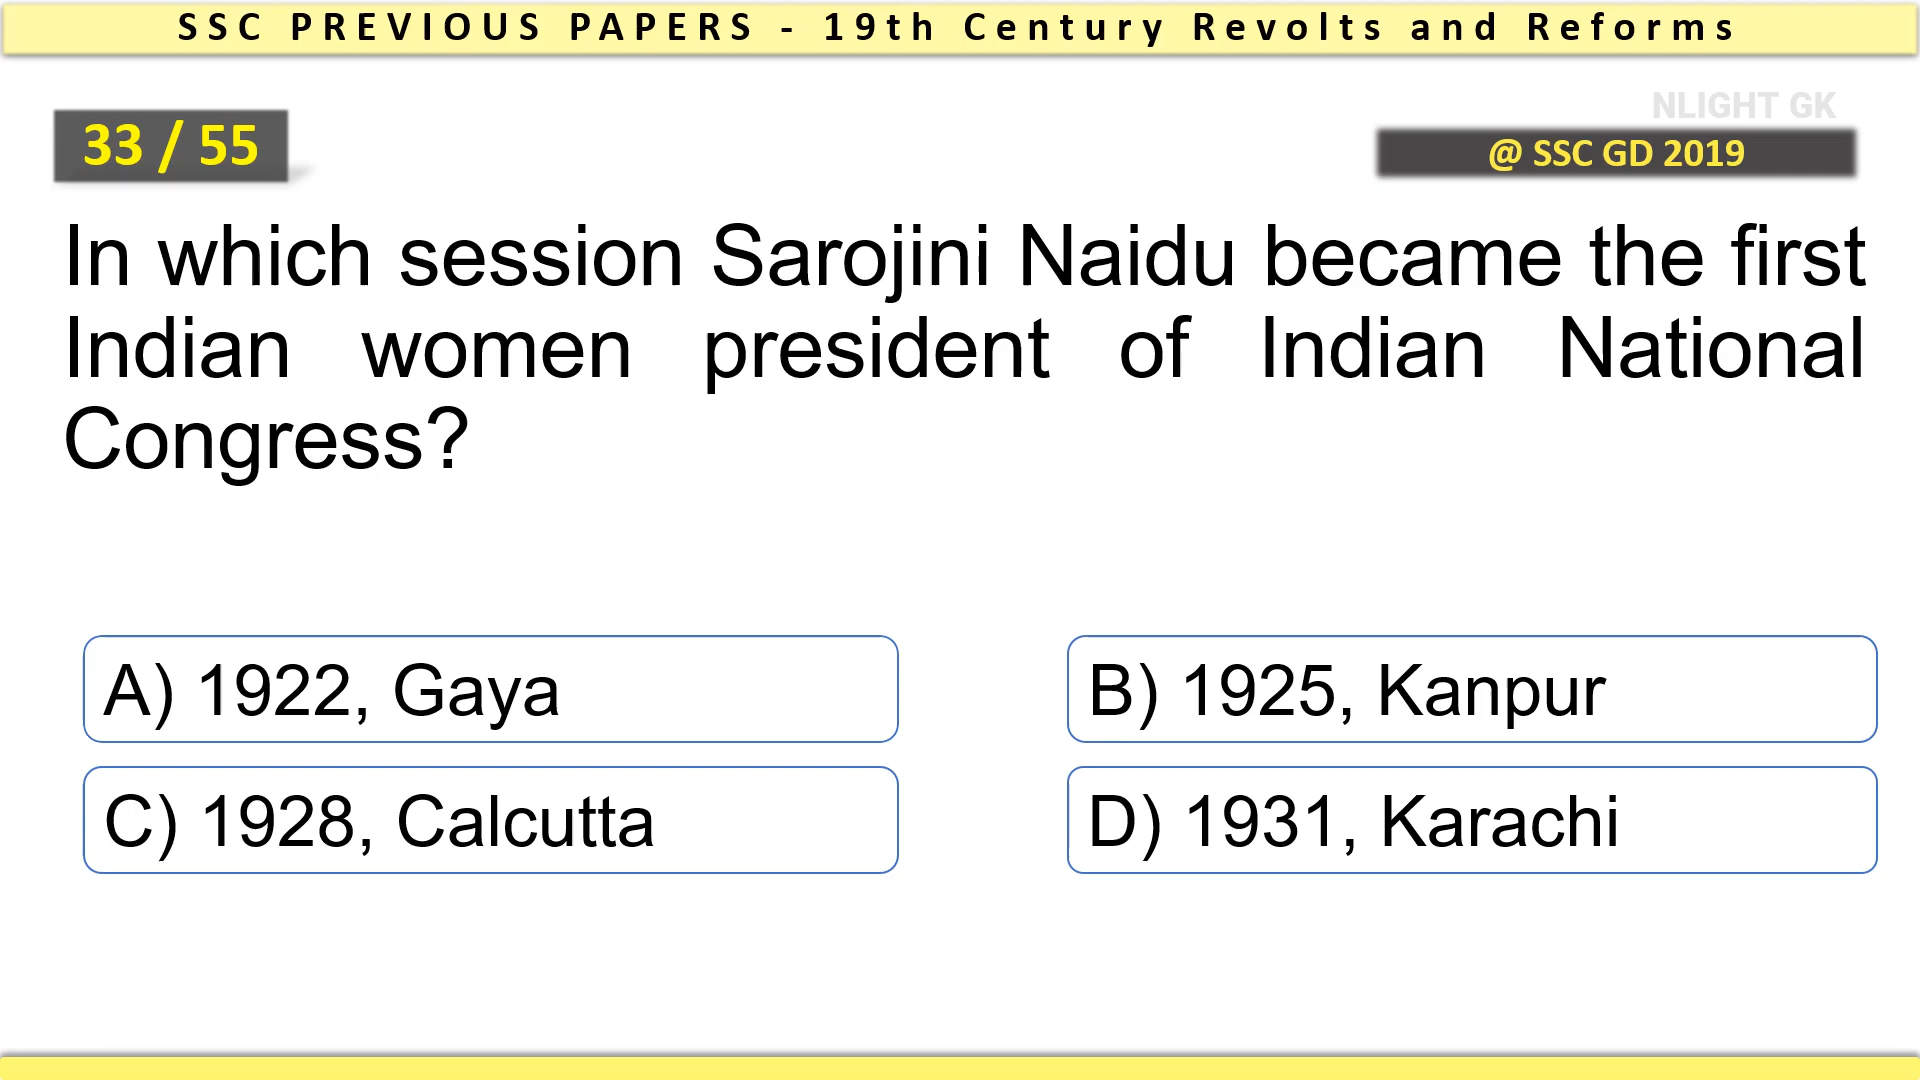 SSC PREVIOUS PAPERS - 19th Century Revolts and Reforms
NLIGHT GK
33 / 55
@ SSC GD 2019
In which session Sarojini Naidu became the first
Indian women president of Indian National
Congress?
A) 1922, Gaya
B) 1925, Kanpur
C) 1928, Calcutta
D) 1931, Karachi